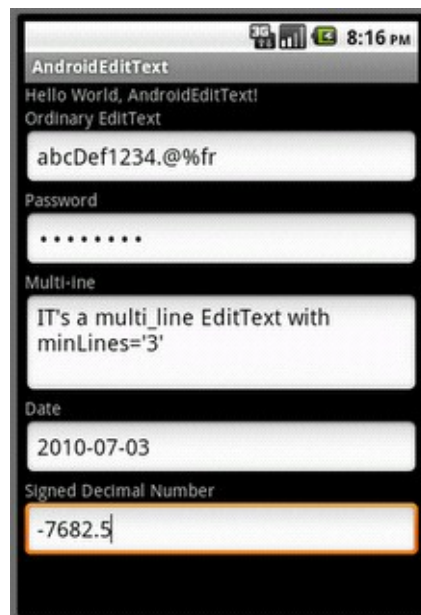 3G
8:16 PM
AndroidEditText
Hello World, AndroidEditText!
Ordinary EditText
abcDef1234.@%fr
Password
••••••••
Multi-ine
IT's a multi_line EditText with
minLines='3'
Date
2010-07-03
Signed Decimal Number
-7682.5